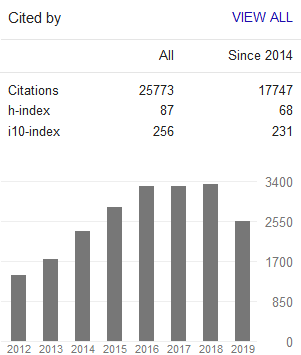 Cited by VIEW ALL
All Since 2014
Citations 25773 17747
h-index 87 68
i10-index 256 231
3400
2550
1700
850
0
2012 2013 2014 2015 2016 2017 2018 2019